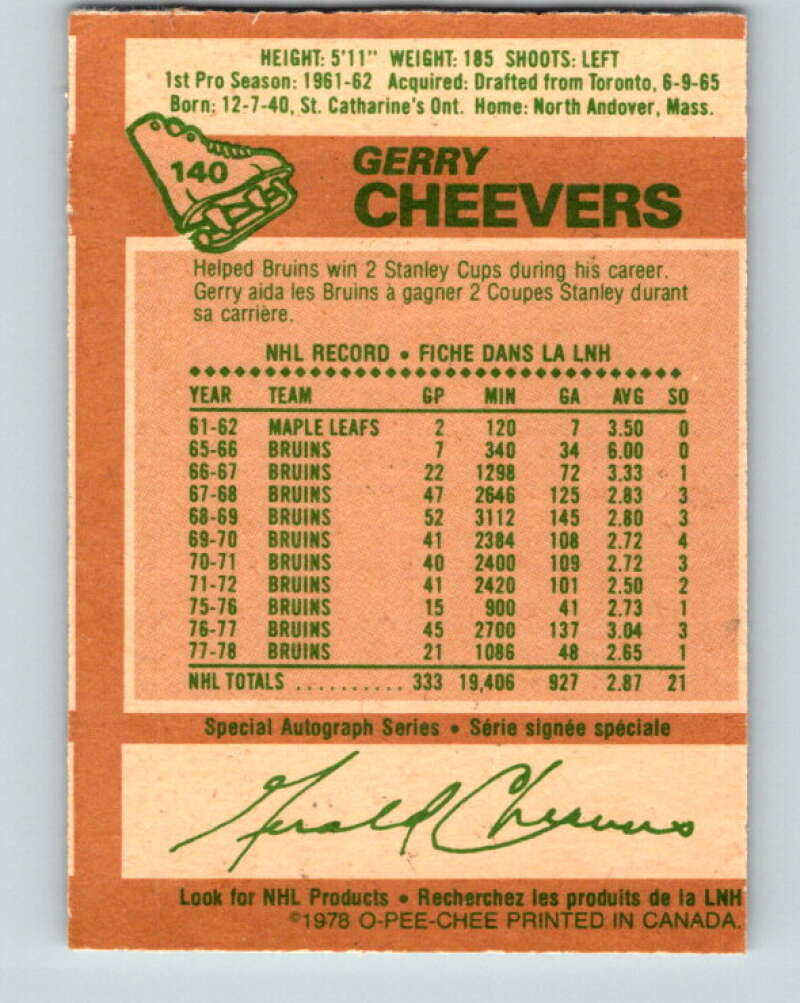 HEIGHT: 5'11" WEIGHT: 185 SHOOTS: LEFT
1st Pro Season: 1961-62 Acquired: Drafted from Toronto, 6-9-65
Born: 12-7-40, St. Catharine's Ont. Home: North Andover, Mass.
140
GERRY
CHEEVERS
Helped Bruins win 2 Stanley Cups during his career.
Gerry aida les Bruins à gagner 2 Coupes Stanley durant
sa carrière.
NHL RECORD • FICHE DANS LA LNH
YEAR TEAM GP MIN GA AVG SO
61-62 MAPLE LEAFS 2 120 7 3.50 0
65-66 BRUINS 7 340 34 6.00 0
66-67 BRUINS 22 1298 72 3.33 1
67-68 BRUINS 47 2646 125 2.83 3
68-69 BRUINS 52 3112 145 2.80 3
69-70 BRUINS 41 2384 108 2.72 4
70-71 BRUINS 40 2400 109 2.72 3
71-72 BRUINS 41 2420 101 2.50 2
75-76 BRUINS 15 900 41 2.73 1
76-77 BRUINS 45 2700 137 3.04 3
77-78 BRUINS 21 1086 48 2.65 1
NHL TOTALS .......... 333 19,406 927 2.87 21
Special Autograph Series • Série signée spéciale
Gerald Cheevers
Look for NHL Products • Recherchez les produits de la LNH
©1978 O-PEE-CHEE PRINTED IN CANADA.